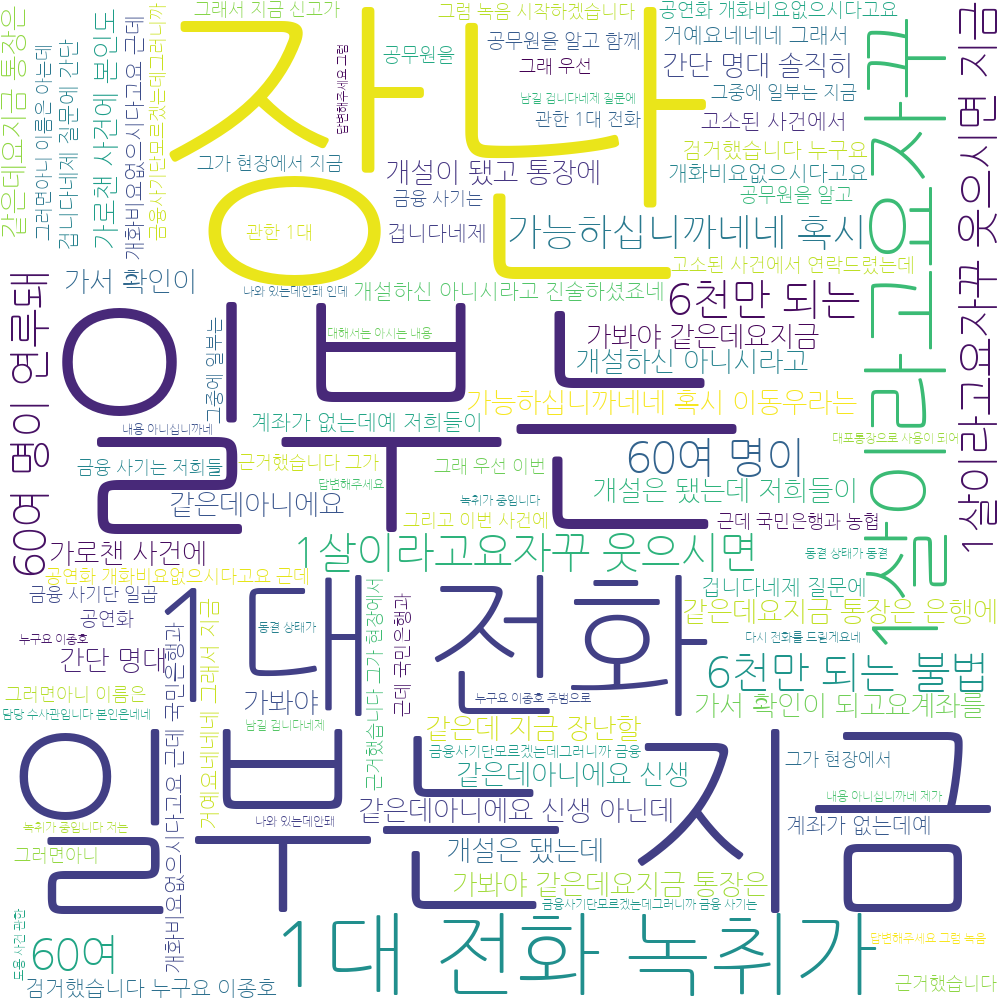 그래서 지금 신고가
그럼 녹음 시작하겠습니다
공연화 개화비요없으시다고요
장난
공무원을
공무원을 알고 함께
거예요네네네 그래서
그래 우선
간단 명대 솔직히
남길 겁니다네제 질문에
그중에 일부는 지금
관한 1대 전화
고소된 사건에서
답변해주세요 그럼
그가 현장에서 지금
개설이 됐고 통장에
검거했습니다 누구요
개화비요없으시다고요
금융 사기는
공무원을 알고
관한 1대
겁니다네제
가능하십니까네네 혹시
고소된 사건에서 연락드렸는데
같은데요지금 통장은
그러면아니 이름은 아는데
겁니다네제 질문에 간단
가로챈 사건에 본인도
개화비요없으시다고요 근데
금융사기단모르겠는데그러니까
가서 확인이
나와 있는데안돼 인데
개설하신 아니시라고 진술하셨죠네
6천만 되는
1살이라고요자꾸
1살이라고요자꾸 웃으시면 지금
60여 명이 연루돼
일부는
그중에 일부는
대해서는 아시는 내용
가봐야 같은데요지금
개설하신 아니시라고
가능하십니까네네 혹시 이동우라는
계좌가 없는데예 저희들이
내용 아니십니까네
60여 명이
대포통장으로 사용이 되어
금융 사기는 저희들
근거했습니다 그가
그래 우선 이번
답변해주세요
개설은 됐는데 저희들이
같은데아니에요
녹취가 중입니다
그리고 이번 사건에
근데 국민은행과 농협
가로챈 사건에
1살이라고요자꾸 웃으시면
동결 상태가 동결
공연화 개화비요없으시다고요 근데
금융 사기단 일곱
1대 전화
겁니다네제 질문에
공연화
같은데요지금 통장은 은행에
동결 상태가
누구요 이종호
다시 전화를 드릴게요네
간단 명대
근거했습니다 그가 현장에서
근데 국민은행과
6천만 되는 불법
그러면아니 이름은
가봐야
누구요 이종호 주범으로
가서 확인이 되고요계좌를
담당 수사관입니다 본인은네네
남길 겁니다네제
같은데 지금 장난할
개화비요없으시다고요 근데 국민은행과
거예요네네네 그래서 지금
일부는지금
금융사기단모르겠는데그러니까 금융
같은데아니에요 신생
그가 현장에서
내용 아니십니까네 제가
같은데아니에요 신생 아닌데
나와 있는데안돼
계좌가 없는데예
녹취가 중입니다 저는
그러면아니
개설은 됐는데
가봐야 같은데요지금 통장은
금융사기단모르겠는데그러니까 금융 사기는
도용 사건 관한
1대 전화 녹취가
60여
답변해주세요 그럼 녹음
검거했습니다 누구요 이종호
근거했습니다